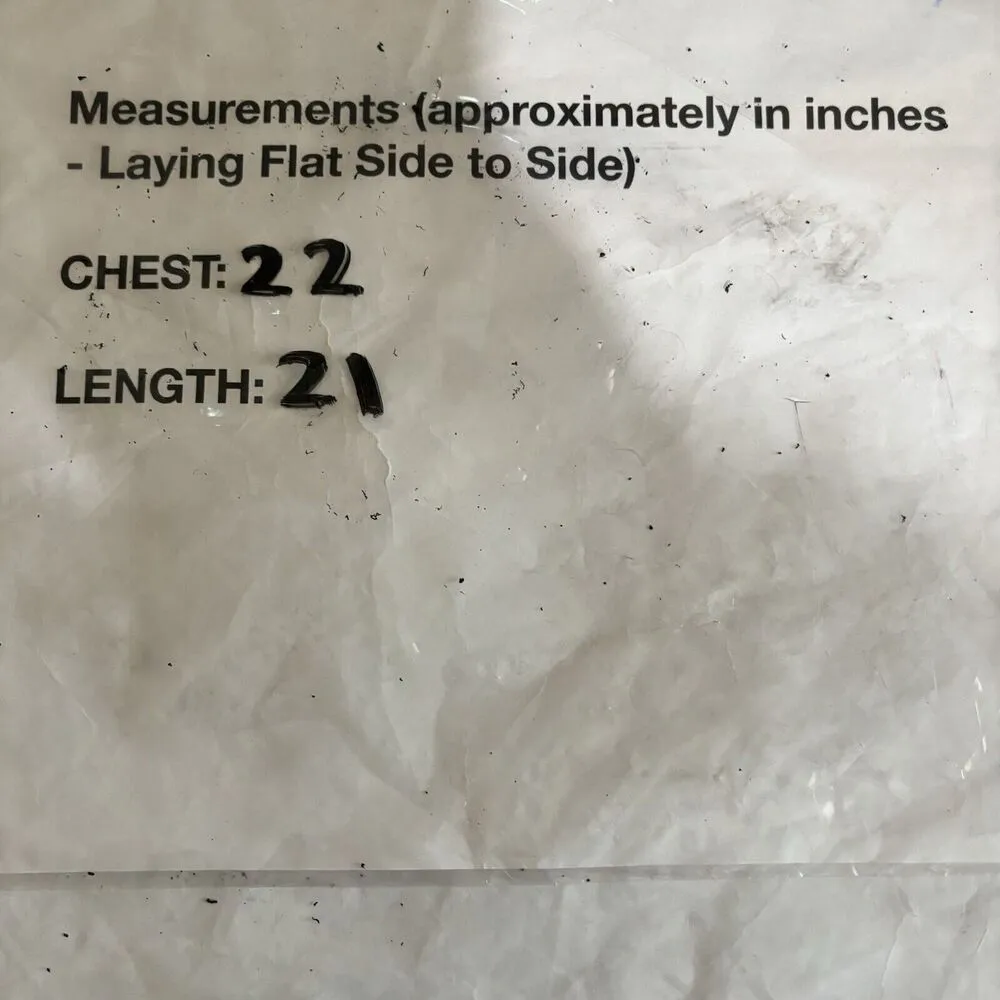 Measurements (approximately in inches
- Laying Flat Side to Side)
CHEST: 22
LENGTH: 21